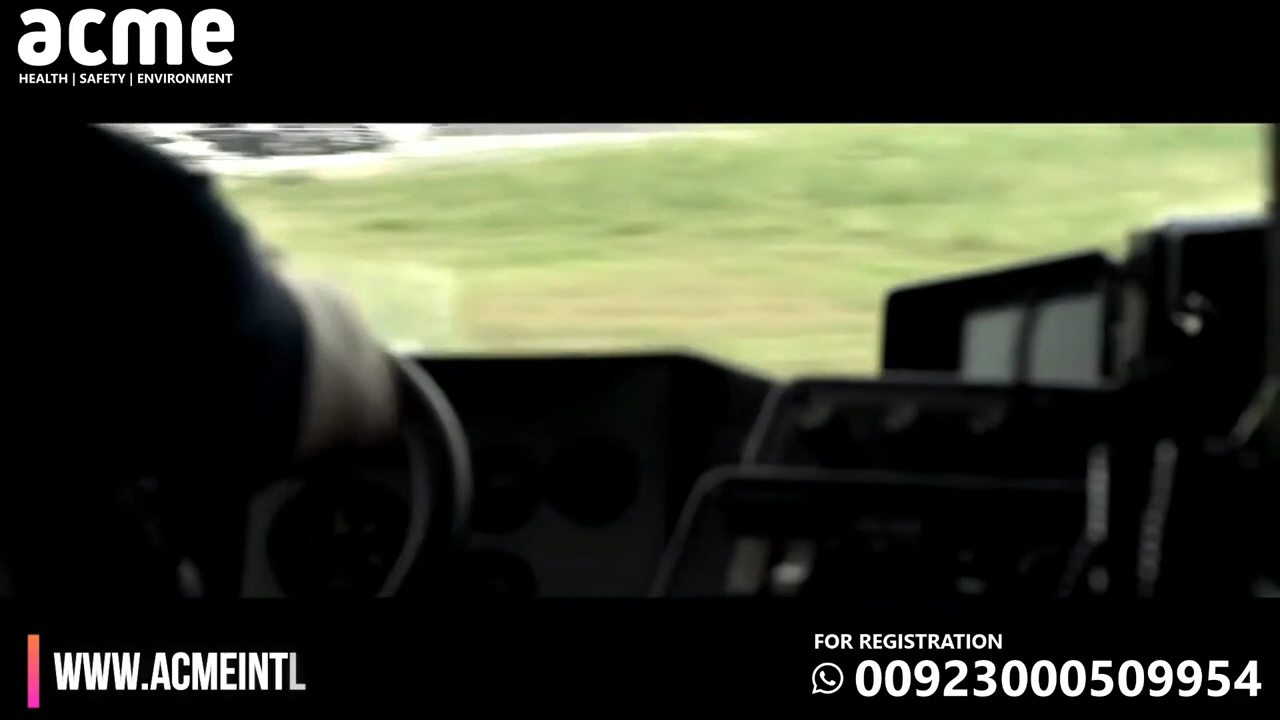 acme
HEALTH | SAFETY | ENVIRONMENT
WWW.ACMEINTL
FOR REGISTRATION
00923000509954